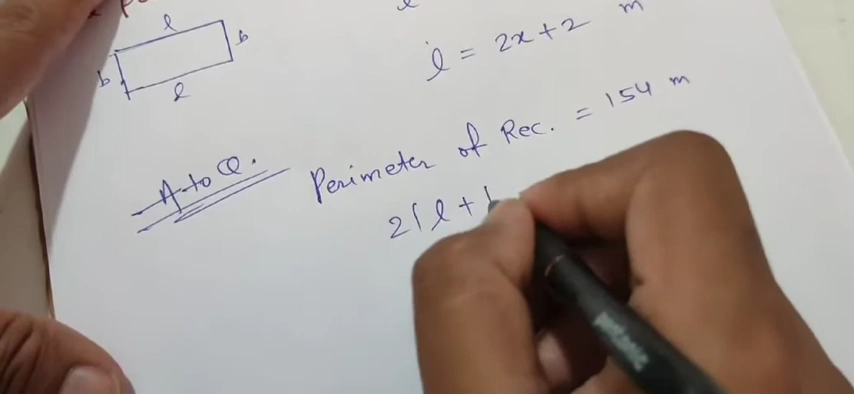 l
b
b
l
l = 2x+2 m
A to Q.
Perimeter of Rec. = 154 m
2( l +